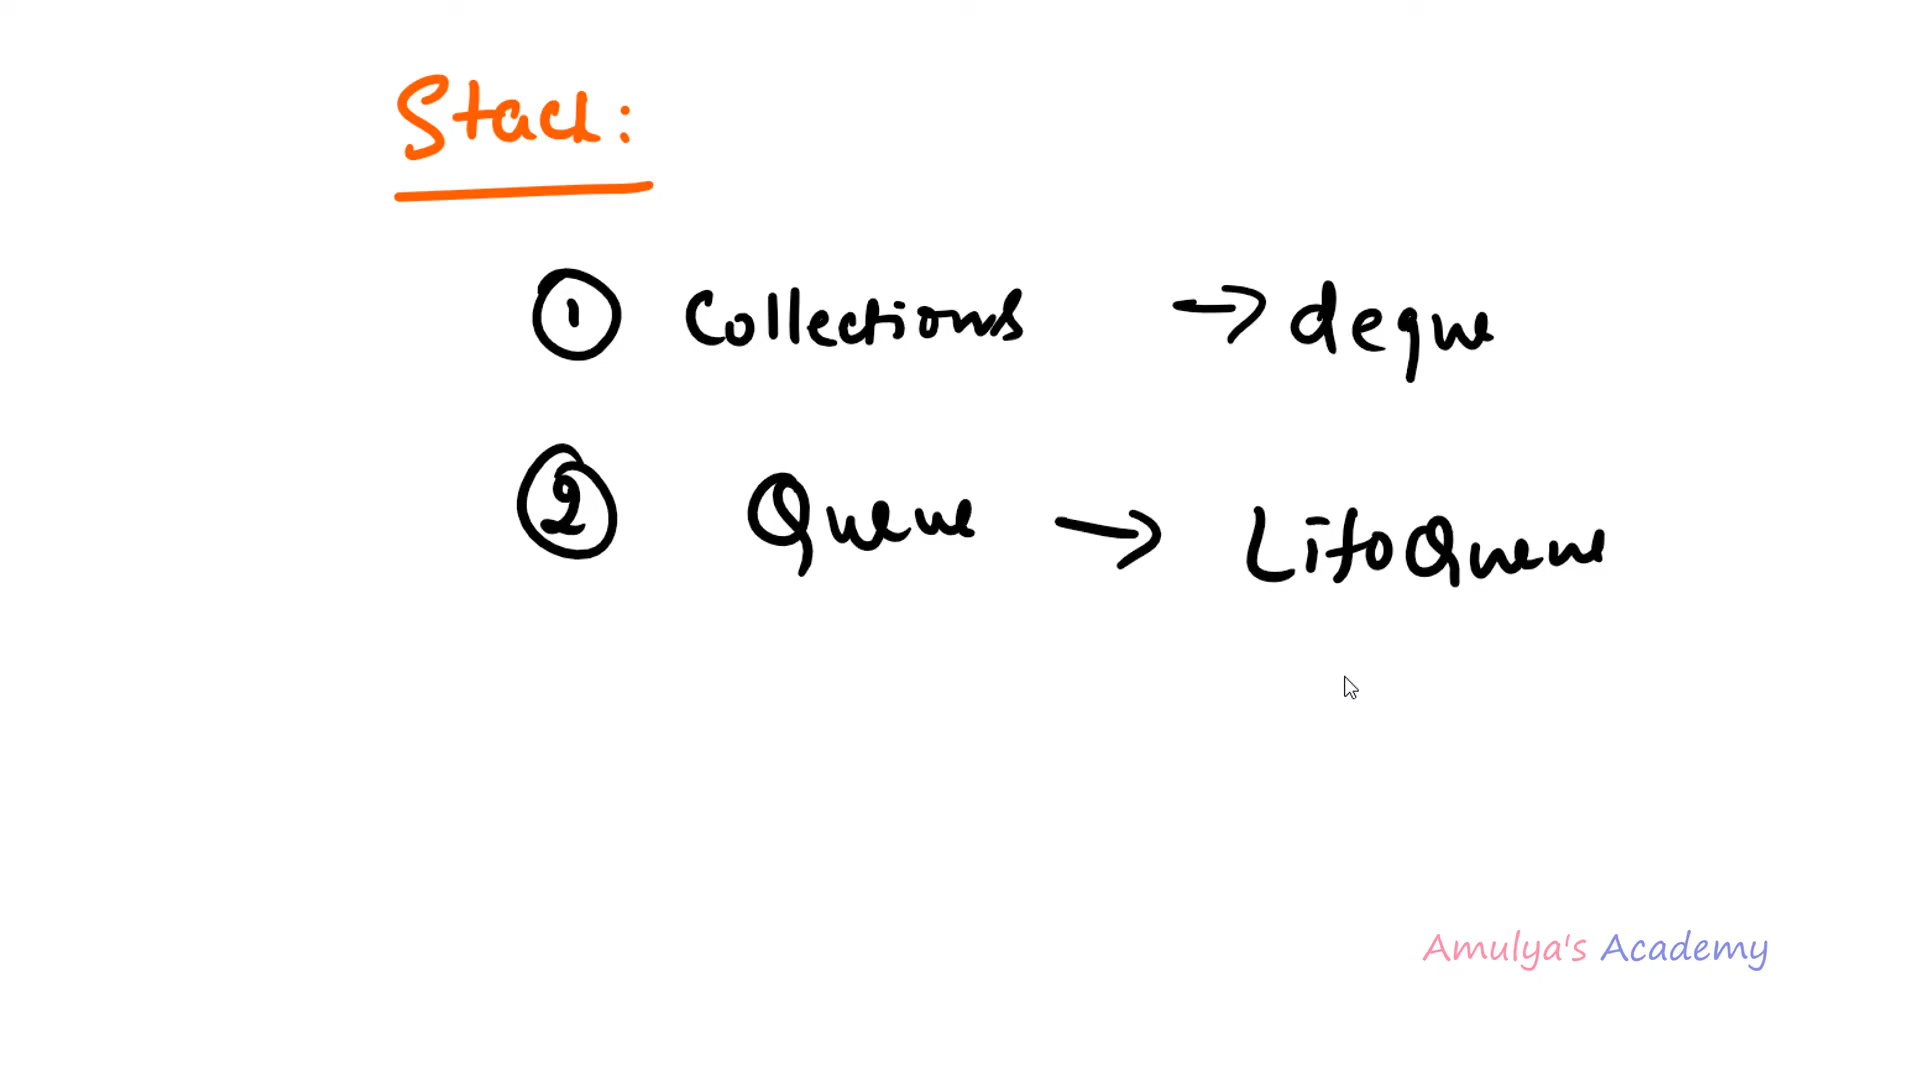 Stack:
1 Collections → deque
2 Queue → LifoQueue
Amulya's Academy